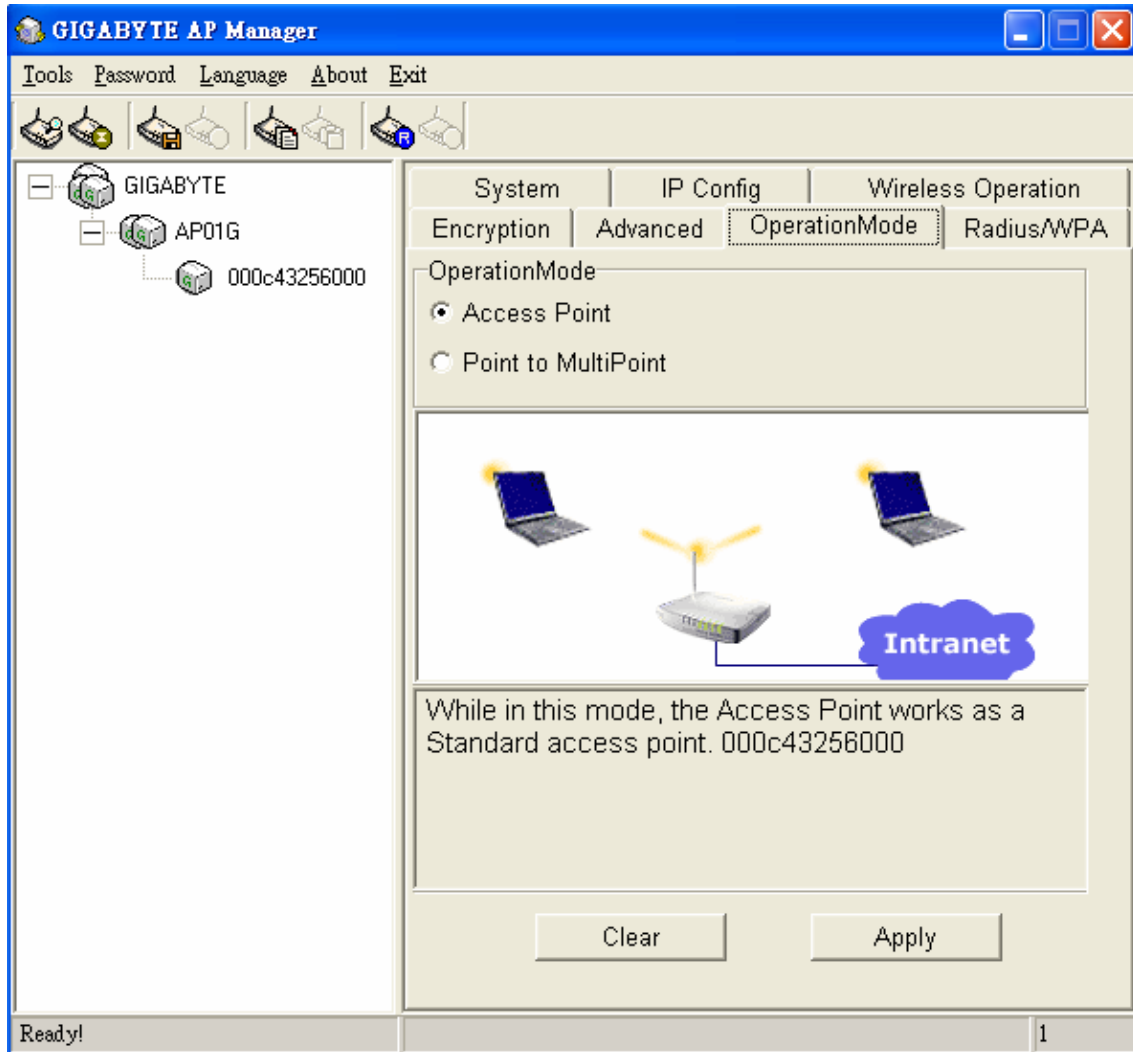 GIGABYTE AP Manager
Tools Password Language About Exit
GIGABYTE
AP01G
000c43256000
System IP Config Wireless Operation
Encryption Advanced OperationMode Radius/WPA
OperationMode
Access Point
Point to MultiPoint
Intranet
While in this mode, the Access Point works as a
Standard access point. 000c43256000
Clear Apply
Ready! 1